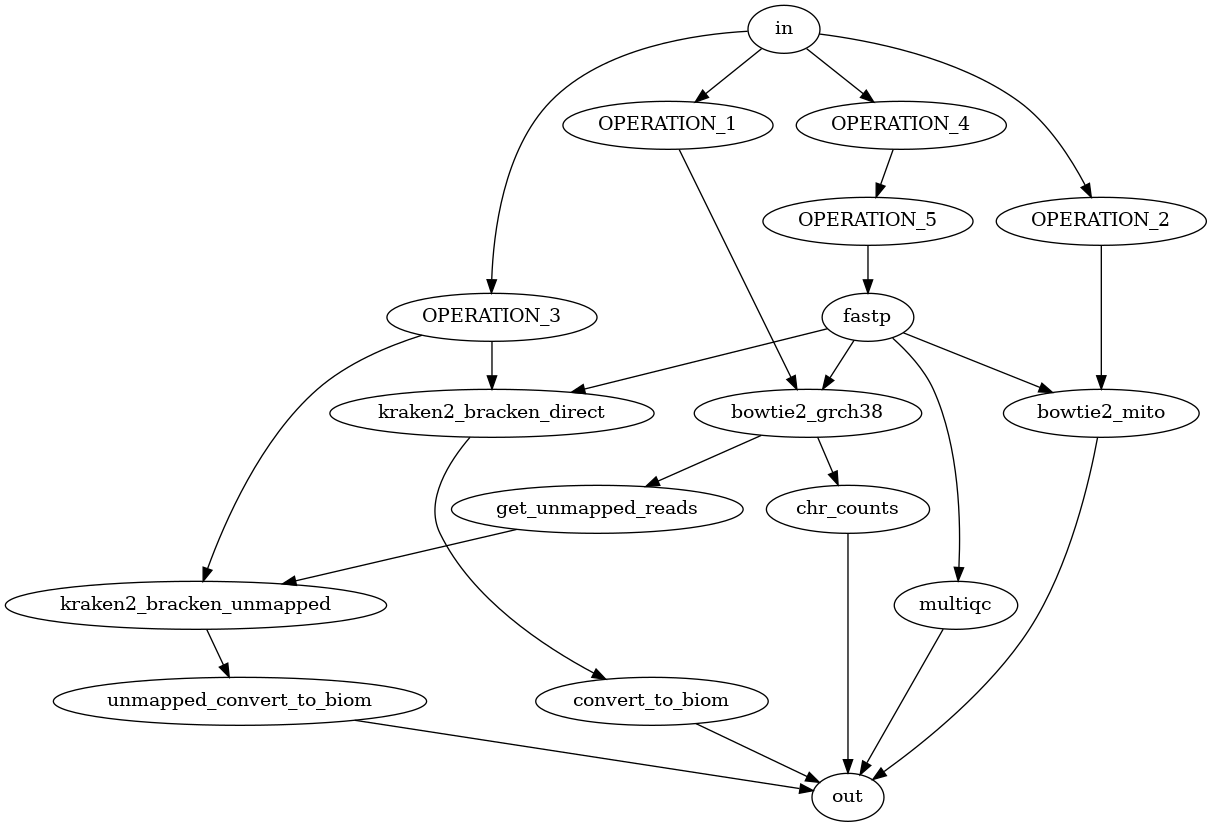 in
OPERATION_1
OPERATION_4
OPERATION_5
OPERATION_2
OPERATION_3
fastp
kraken2_bracken_direct
bowtie2_grch38
bowtie2_mito
get_unmapped_reads
chr_counts
kraken2_bracken_unmapped
multiqc
unmapped_convert_to_biom
convert_to_biom
out